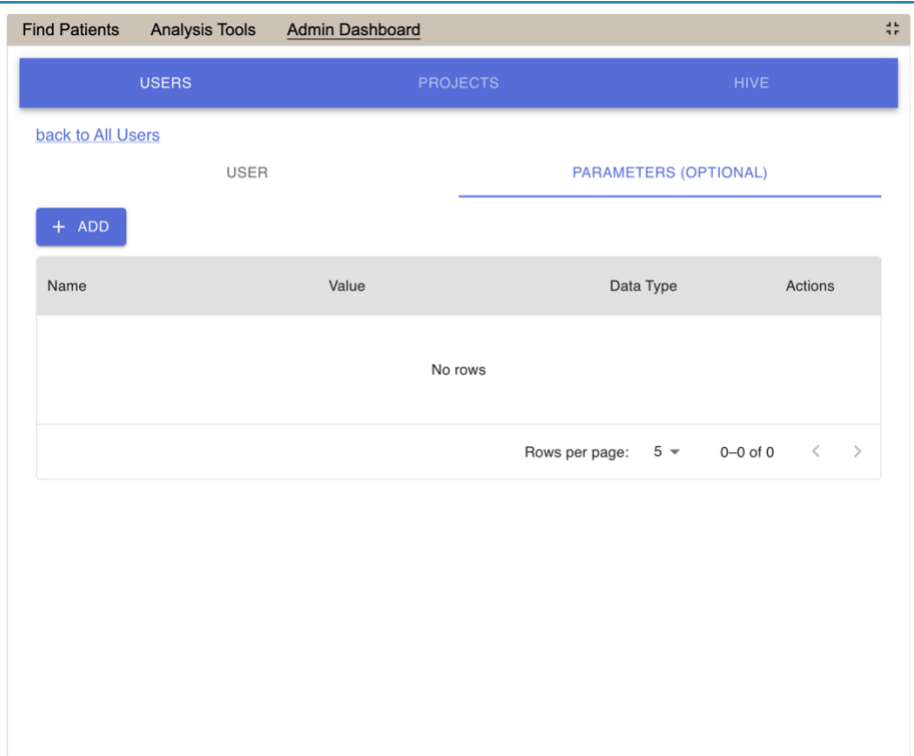 Find Patients Analysis Tools Admin Dashboard
USERS PROJECTS HIVE
back to All Users
USER PARAMETERS (OPTIONAL)
+ ADD
Name Value Data Type Actions
No rows
Rows per page: 5 0–0 of 0